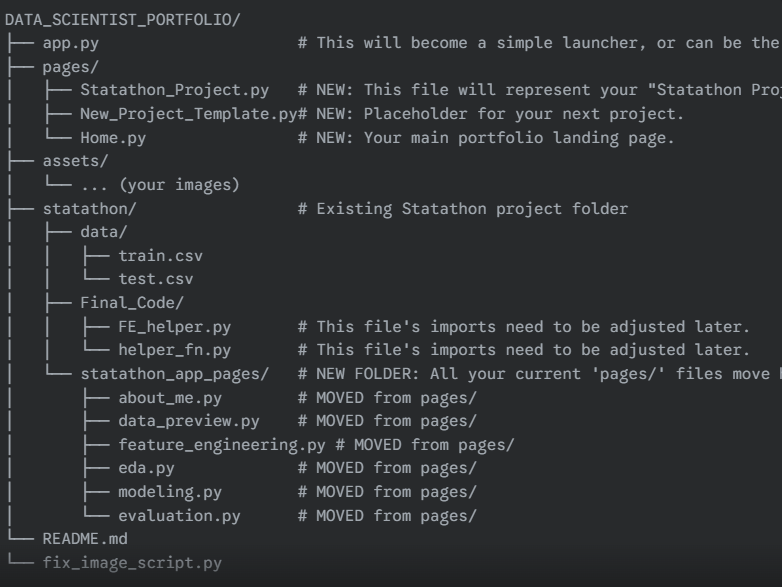 DATA_SCIENTIST_PORTFOLIO/
├── app.py                     # This will become a simple launcher, or can be the
├── pages/
│   ├── Statathon_Project.py   # NEW: This file will represent your "Statathon Proj
│   ├── New_Project_Template.py# NEW: Placeholder for your next project.
│   └── Home.py                # NEW: Your main portfolio landing page.
├── assets/
│   └── ... (your images)
├── statathon/                 # Existing Statathon project folder
│   ├── data/
│   │   ├── train.csv
│   │   └── test.csv
│   ├── Final_Code/
│   │   ├── FE_helper.py       # This file's imports need to be adjusted later.
│   │   └── helper_fn.py       # This file's imports need to be adjusted later.
│   └── statathon_app_pages/   # NEW FOLDER: All your current 'pages/' files move
│       ├── about_me.py        # MOVED from pages/
│       ├── data_preview.py    # MOVED from pages/
│       ├── feature_engineering.py # MOVED from pages/
│       ├── eda.py             # MOVED from pages/
│       ├── modeling.py        # MOVED from pages/
│       └── evaluation.py      # MOVED from pages/
└── README.md
└── fix_image_script.py